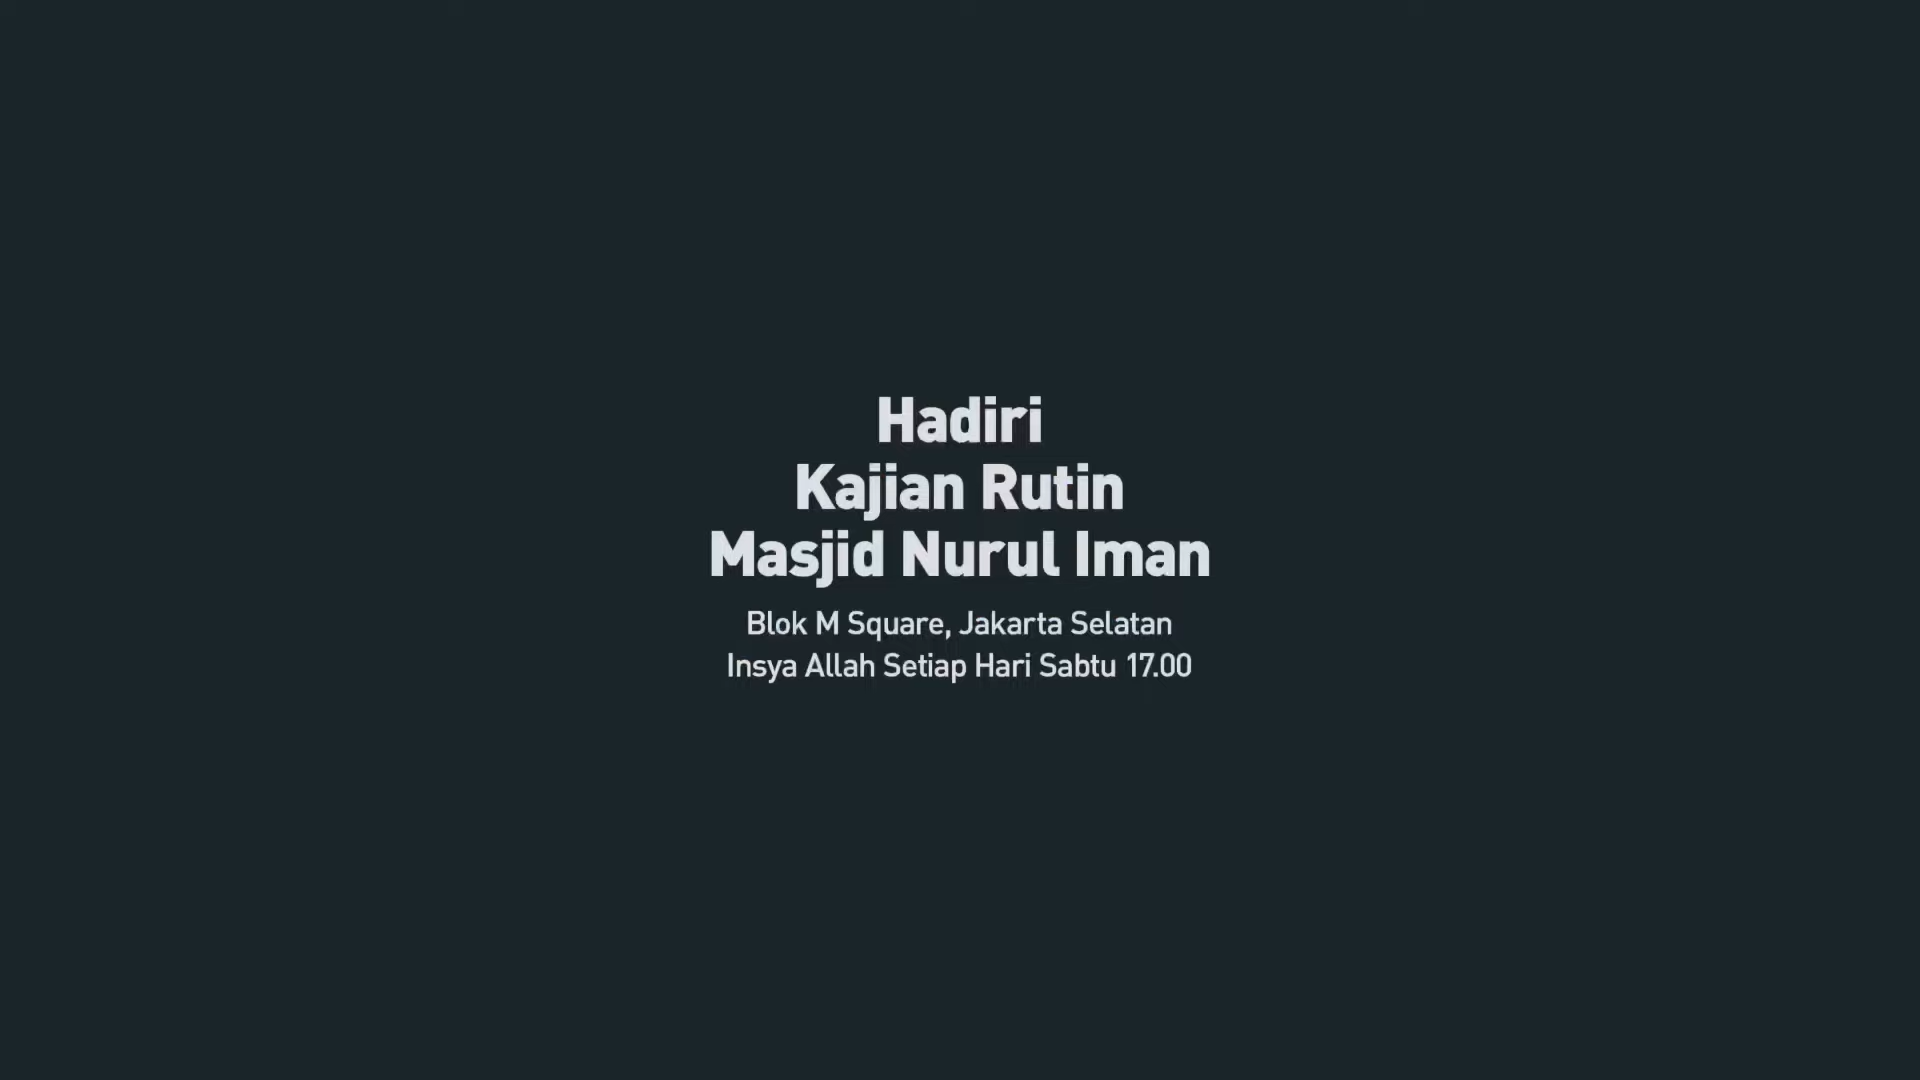 Hadiri
Kajian Rutin
Masjid Nurul Iman
Blok M Square, Jakarta Selatan
Insya Allah Setiap Hari Sabtu 17.00